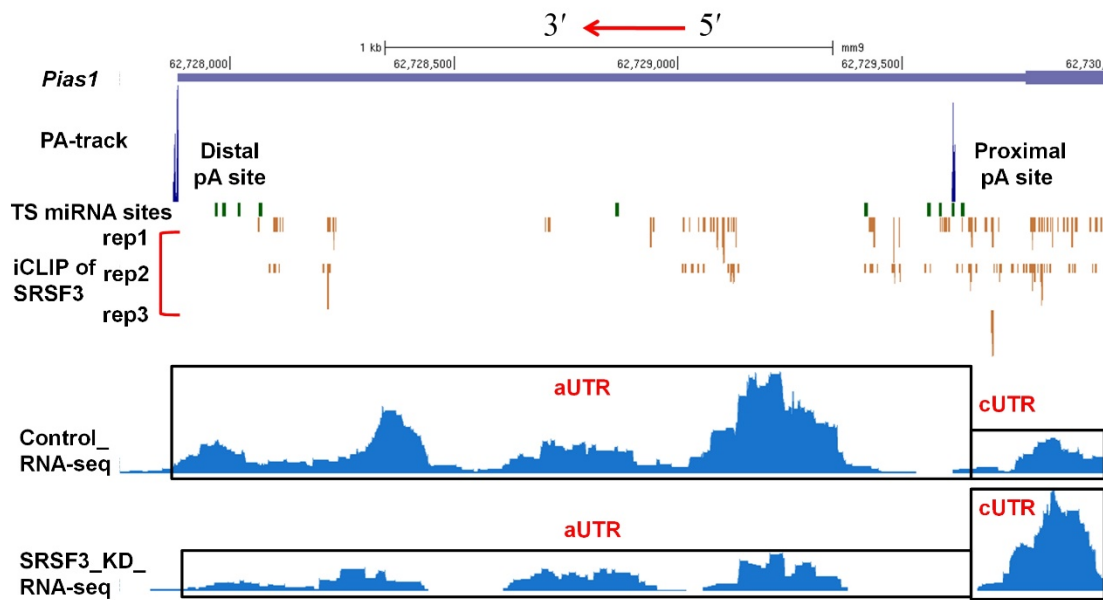 3′ 5′
1 kb mm9
62,728,000 62,728,500 62,729,000 62,729,500 62,730,
Pias1
PA-track
Distal
pA site
Proximal
pA site
TS miRNA sites
rep1
iCLIP of
SRSF3
rep2
rep3
aUTR
cUTR
Control_
RNA-seq
aUTR
cUTR
SRSF3_KD_
RNA-seq